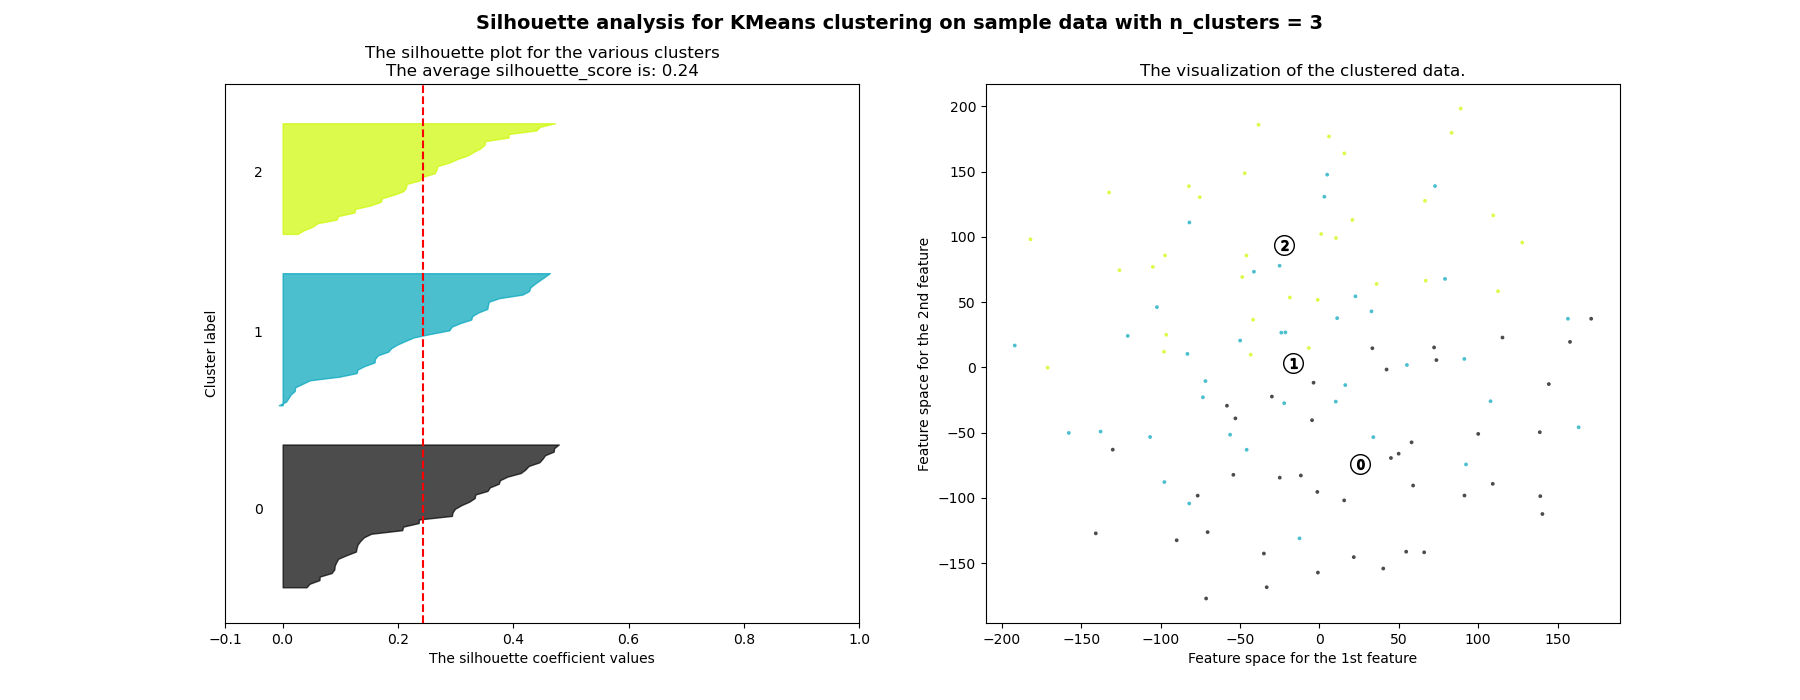 Silhouette analysis for KMeans clustering on sample data with n_clusters = 3
The silhouette plot for the various clusters
The average silhouette_score is: 0.24
2
1
0
Cluster label
−0.1 0.0 0.2 0.4 0.6 0.8 1.0
The silhouette coefficient values
The visualization of the clustered data.
200
150
100
50
0
−50
−100
−150
Feature space for the 2nd feature
2
1
0
−200 −150 −100 −50 0 50 100 150
Feature space for the 1st feature